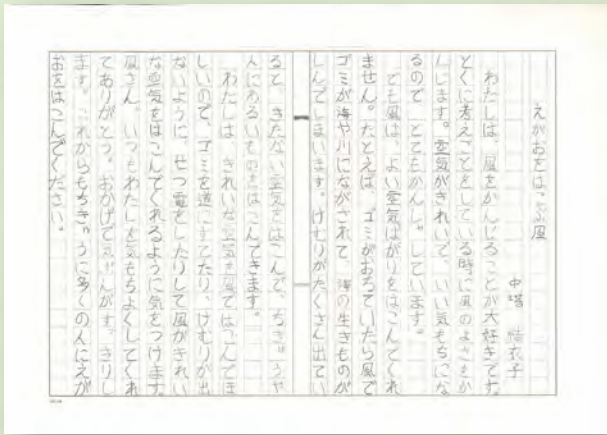 えがおをはこぶ風
中塔 結衣子
わたしは、風をかんじることが大好きです。
とくに考えごとをしている時に風のよさをか
んじます。空気がきれいで、いい気もちにな
るので、とてもかんしゃしています。
でも風は、よい空気ばかりをはこんでくれ
ません。たとえば、ゴミがおちていたら風で
ゴミが海や川にながされて、海の生きものが
しんでしまいます。けむりがたくさん出てい
ると、きたない空気をはこんで、ちきゅうや
人にわるいものをはこんできます。
わたしは、きれいな空気を風ではこんでほ
しいので、ゴミを道にすてたり、けむりが出
ないように、せつ電をしたりして風がきれい
な空気をはこんでくれるように気をつけます。
風さん、いつもわたしを気もちよくしてくれ
てありがとう。おかげで気ぶんがすっきりし
ます。これからもちきゅうに多くの人にえが
おをはこんでください。